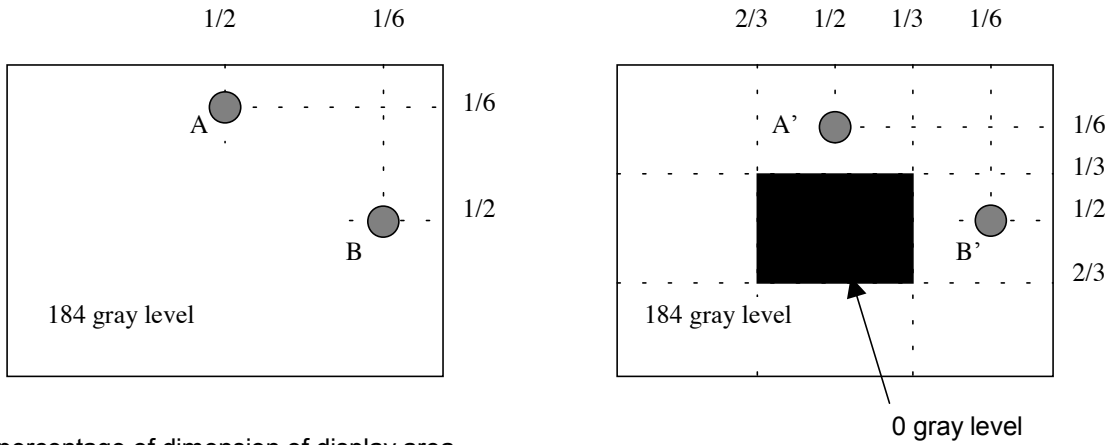 1/2 1/6
2/3 1/2 1/3 1/6
A
1/6
B
1/2
184 gray level
A’
1/6
1/3
1/2
B’
2/3
184 gray level
0 gray level
percentage of dimension of display area